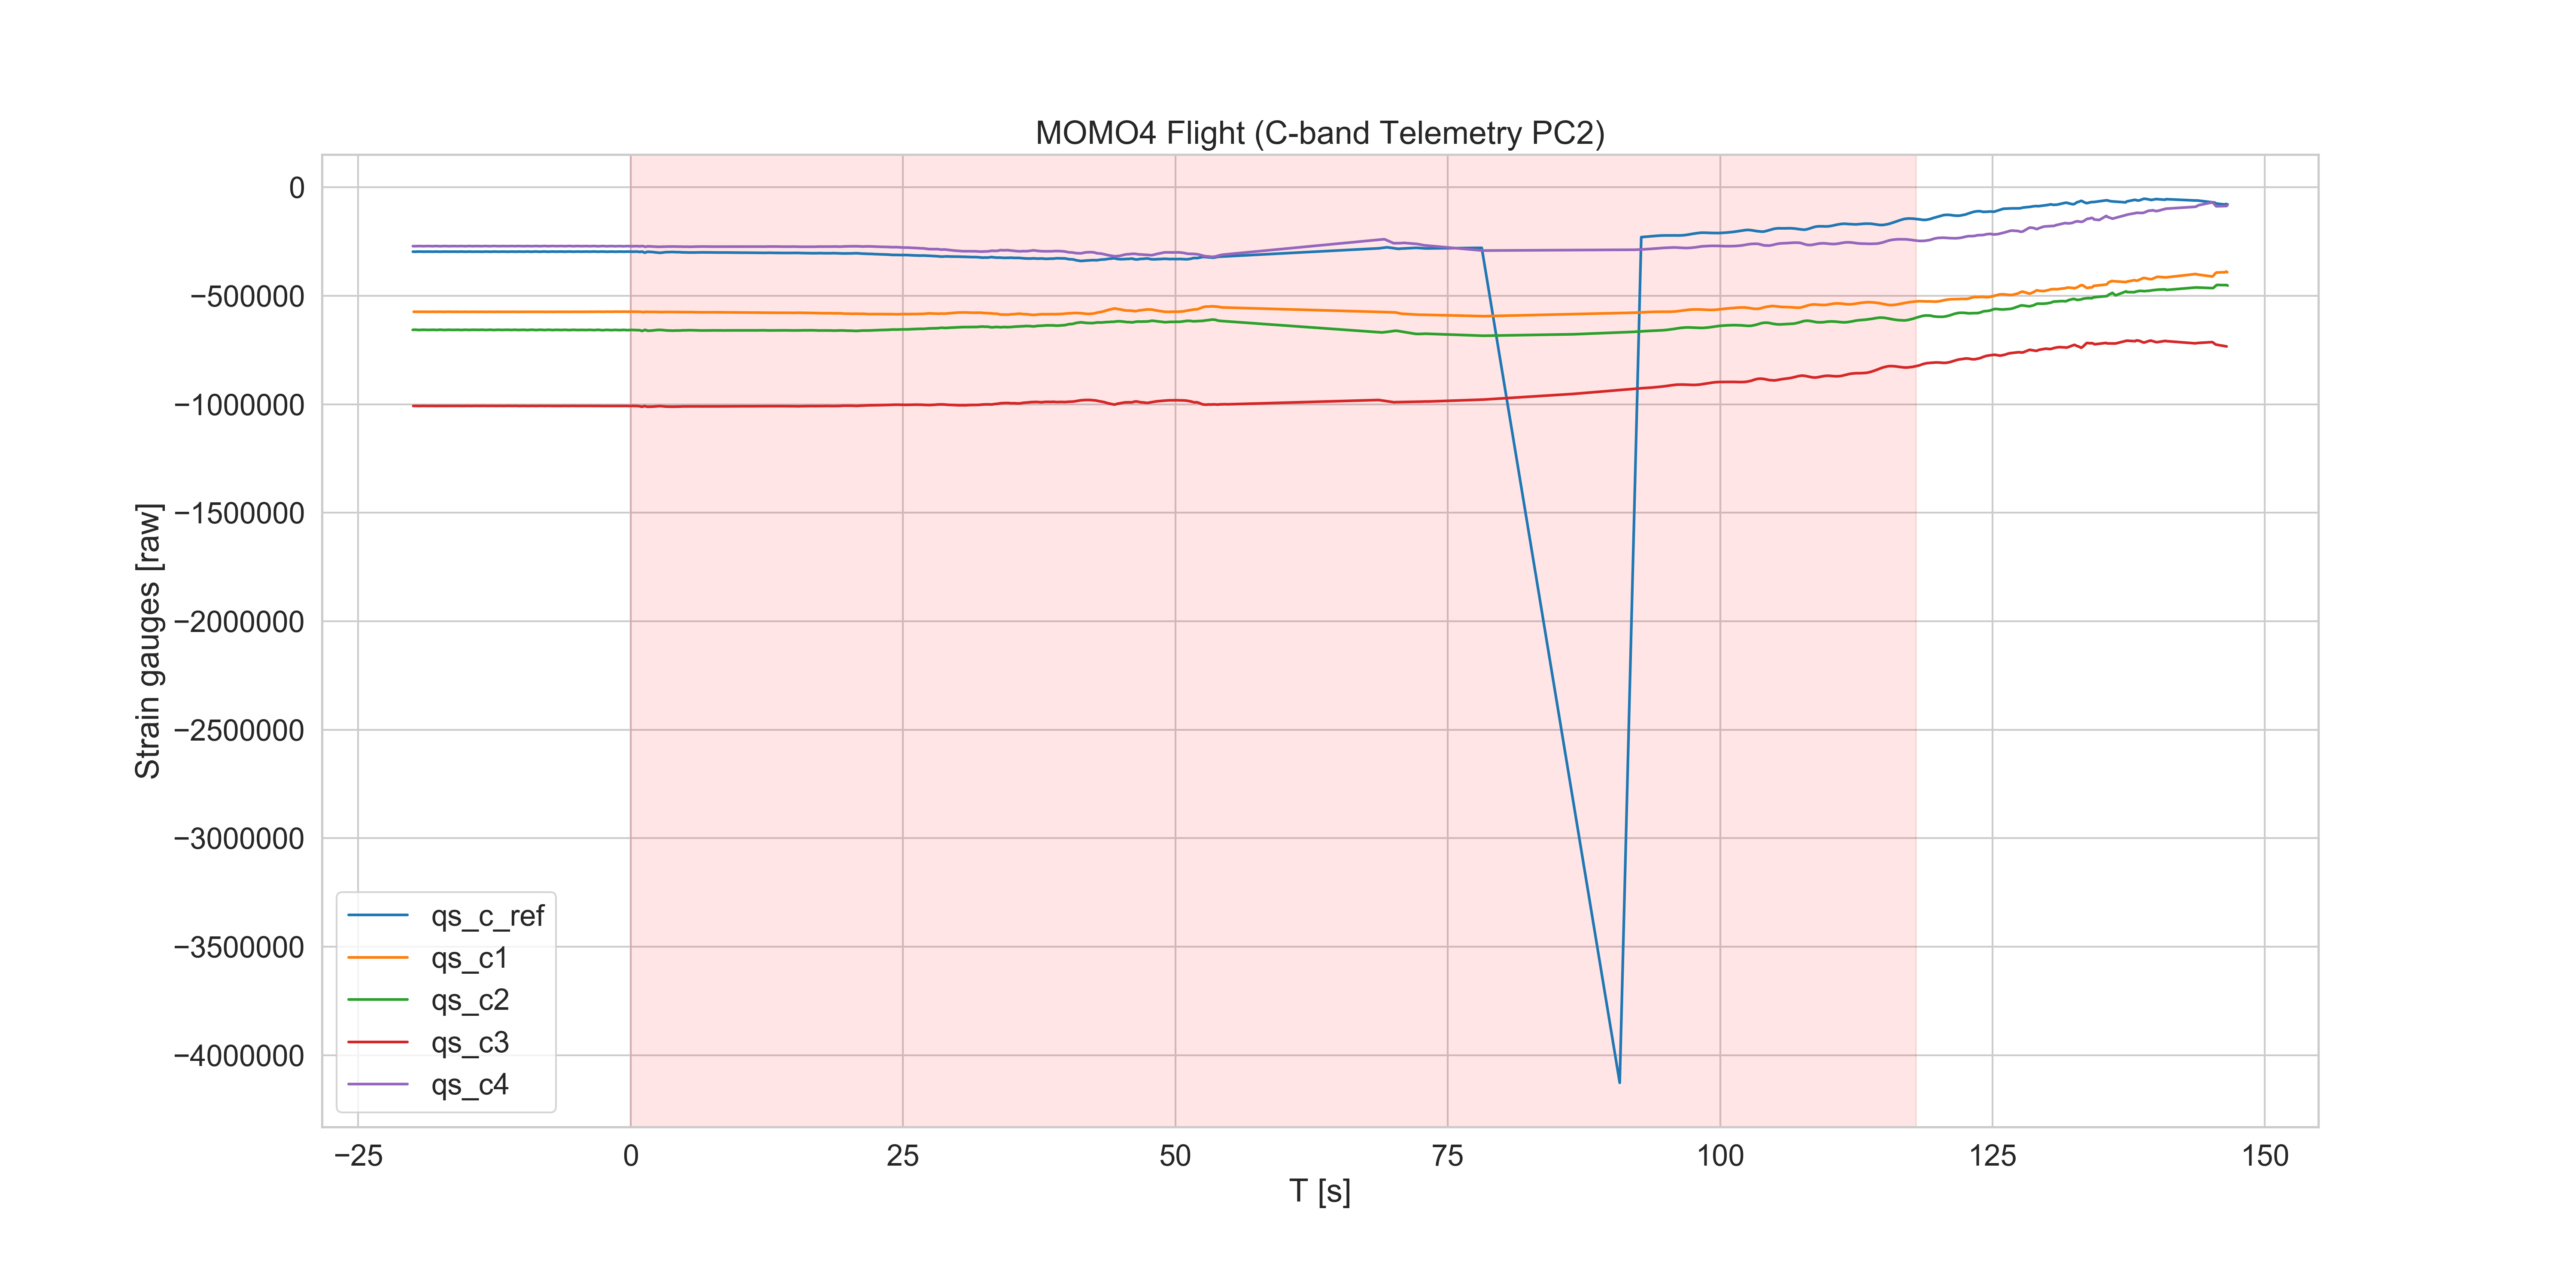 MOMO4 Flight (C-band Telemetry PC2)
Strain gauges [raw]
0
−500000
−1000000
−1500000
−2000000
−2500000
−3000000
−3500000
−4000000
qs_c_ref
qs_c1
qs_c2
qs_c3
qs_c4
−25 0 25 50 75 100 125 150
T [s]